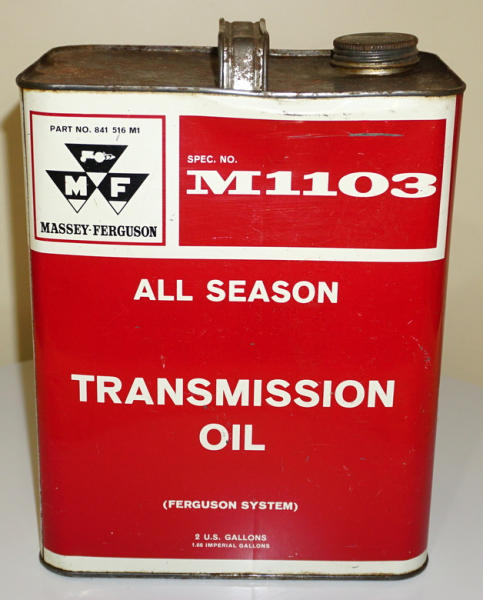 PART NO. 841 516 M1
M F
MASSEY-FERGUSON
SPEC. NO.
M1103
ALL SEASON
TRANSMISSION
OIL
(FERGUSON SYSTEM)
2 U.S. GALLONS
1.66 IMPERIAL GALLONS